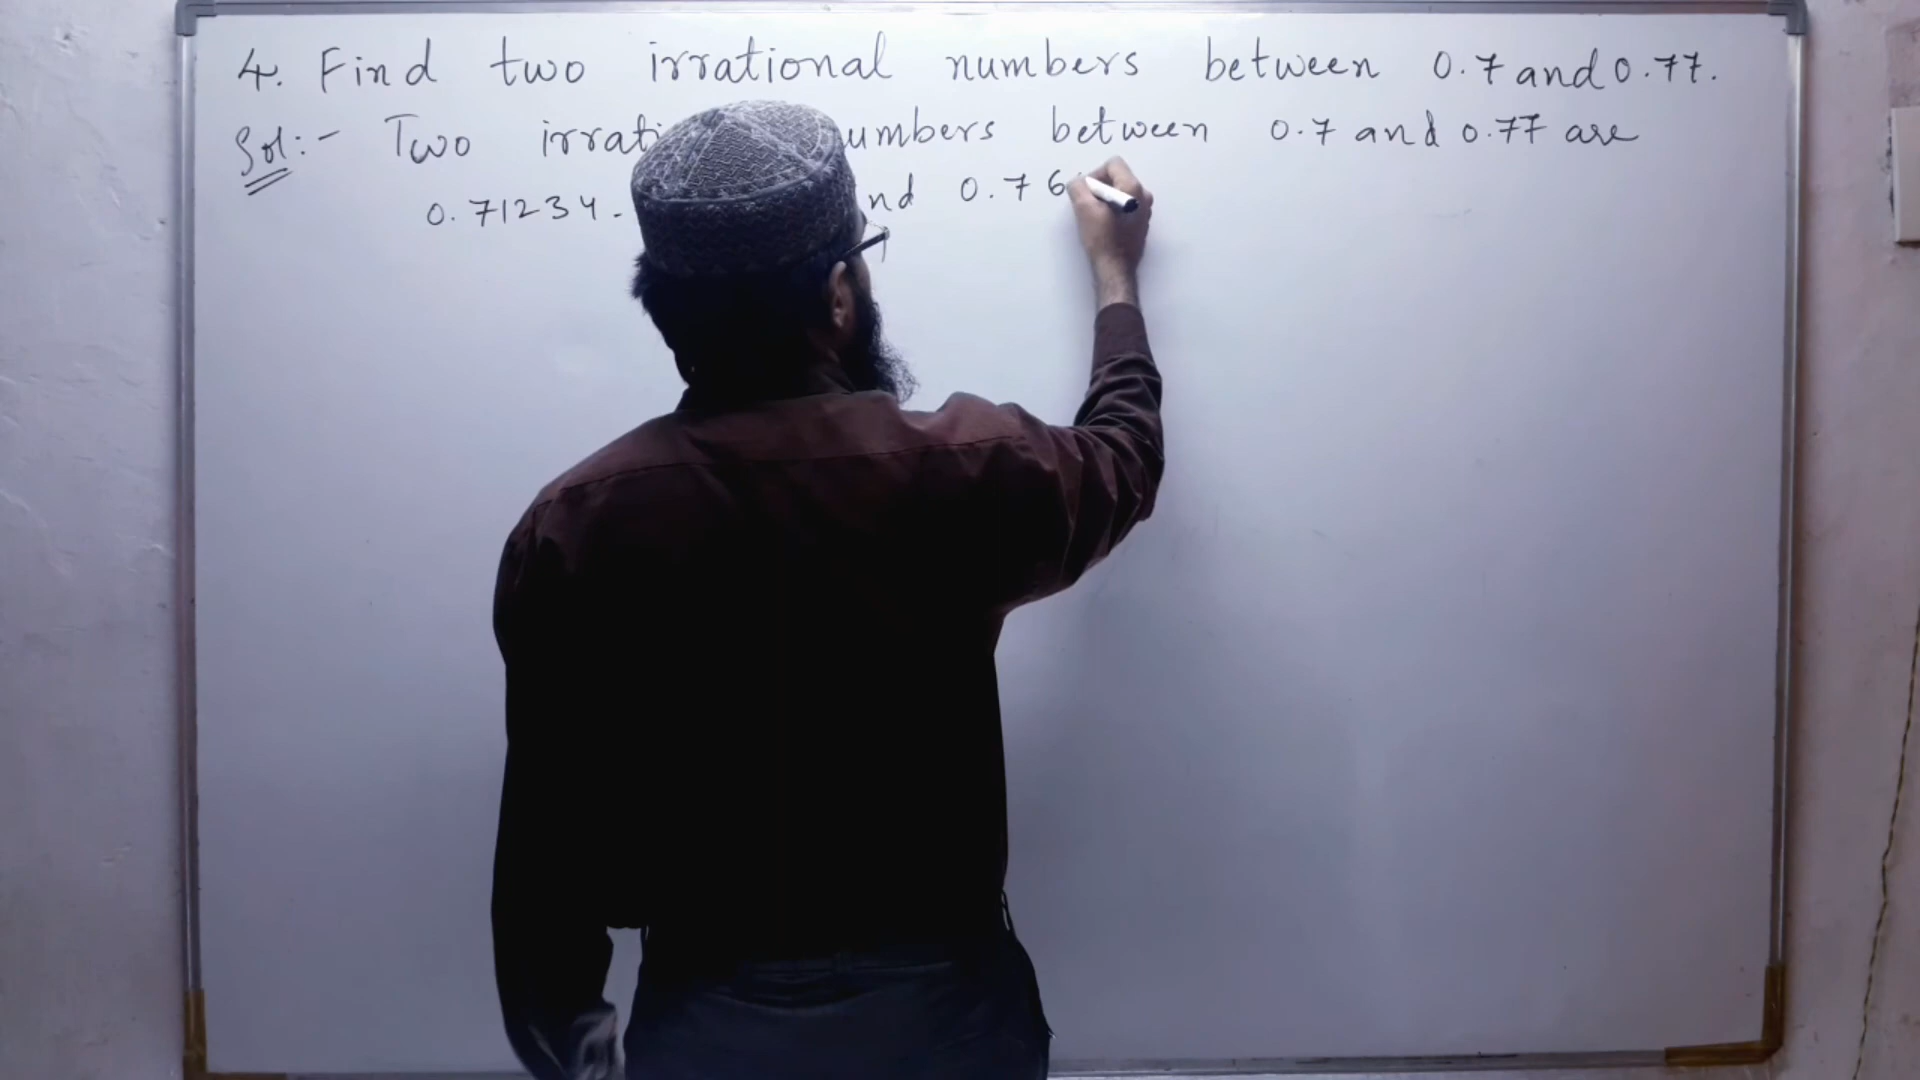 4. Find two irrational numbers between 0.7 and 0.77.
Sol:- Two irrati umbers between 0.7 and 0.77 are
0.71234. nd 0.76